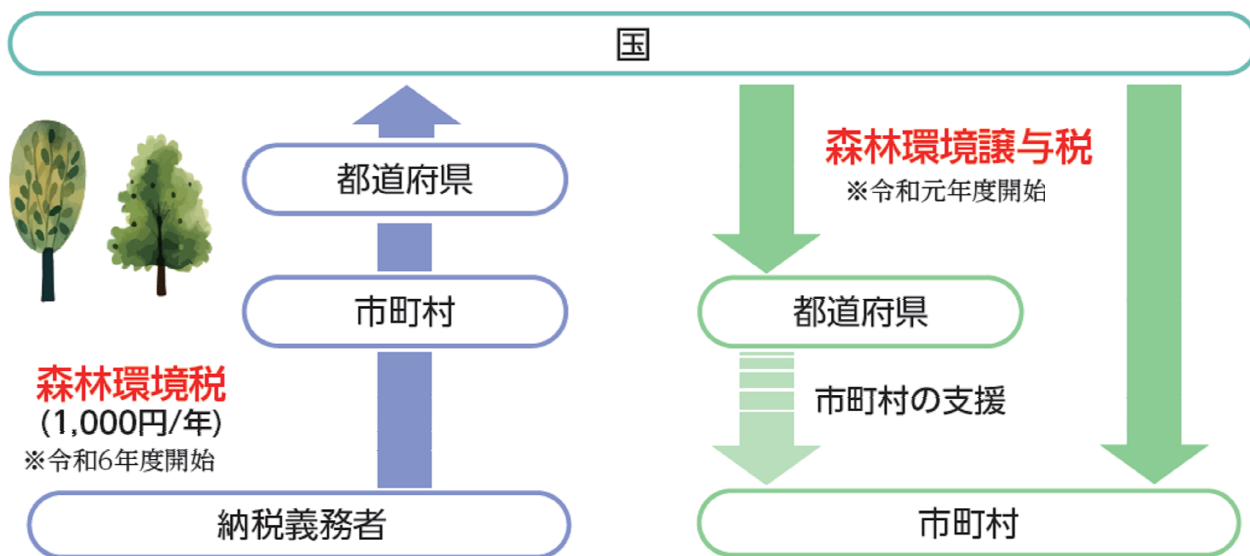 国
都道府県
市町村
森林環境税
(1,000円/年)
※令和6年度開始
納税義務者
森林環境譲与税
※令和元年度開始
都道府県
市町村の支援
市町村